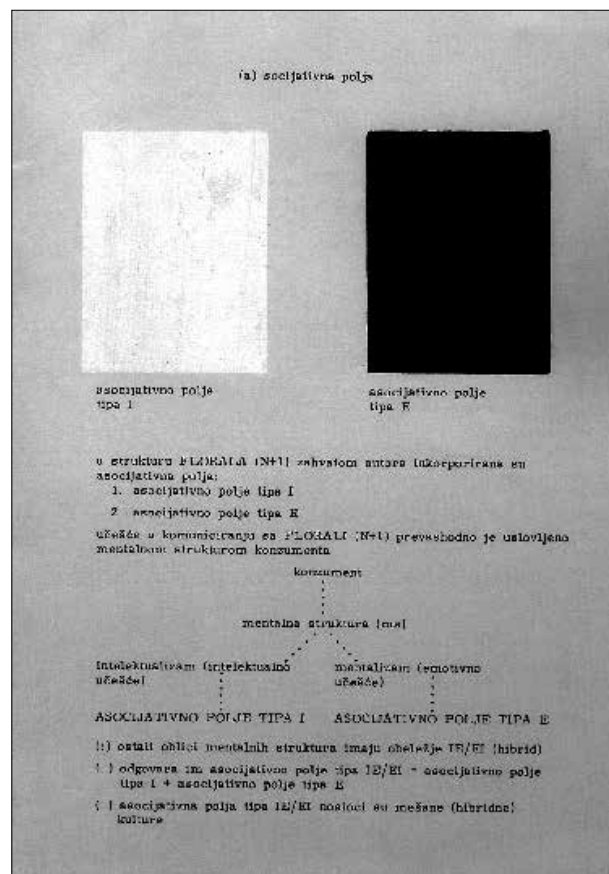 (a) socijativna polja
asocijativno polje
tipa I
asocijativno polje
tipa E
u strukturu FLORALA (N+1) zahvatom autora inkorporirana su
asocijativna polja:
1. asocijativno polje tipa I
2 asocijativno polje tipa E
učešće u komuniciranju sa FLORALI (N+1) prevashodno je uslovljeno
mentalnom strukturom konzumenta
konzument
mentalna struktura (ms)
intelektualizam (intelektualno
učešće)
mentalizam (emotivno
učešće)
ASOCIJATIVNO POLJE TIPA I
ASOCIJATIVNO POLJE TIPA E
(:) ostali oblici mentalnih struktura imaju obeležje IE/EI (hibrid)
( ) odgovara im asocijativno polje tipa IE/EI = asocijativno polje
tipa I + asocijativno polje tipa E
( ) asocijativna polja tipa IE/EI nosioci su mešane (hibridne)
kulture